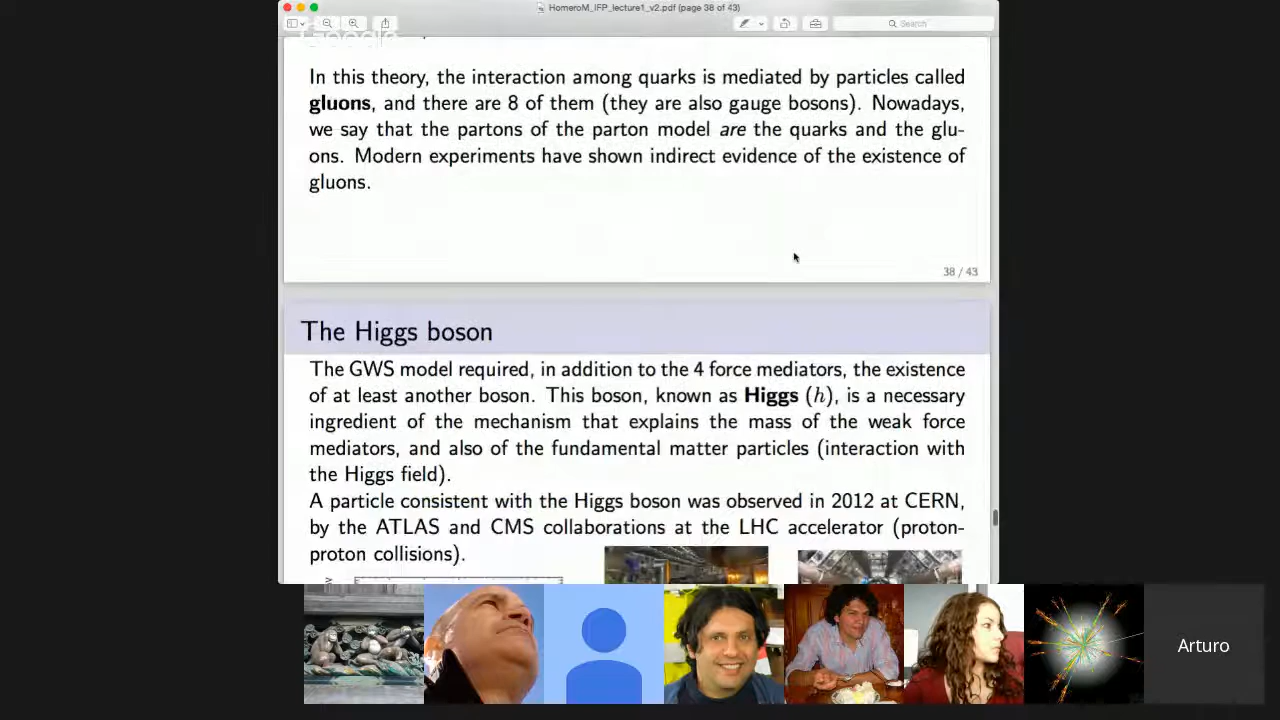 HomeroM_IFP_lecture1_v2.pdf (page 38 of 43)
Search
Google
In this theory, the interaction among quarks is mediated by particles called
gluons, and there are 8 of them (they are also gauge bosons). Nowadays,
we say that the partons of the parton model are the quarks and the glu-
ons. Modern experiments have shown indirect evidence of the existence of
gluons.
38 / 43
The Higgs boson
The GWS model required, in addition to the 4 force mediators, the existence
of at least another boson. This boson, known as Higgs (h), is a necessary
ingredient of the mechanism that explains the mass of the weak force
mediators, and also of the fundamental matter particles (interaction with
the Higgs field).
A particle consistent with the Higgs boson was observed in 2012 at CERN,
by the ATLAS and CMS collaborations at the LHC accelerator (proton-
proton collisions).
Arturo